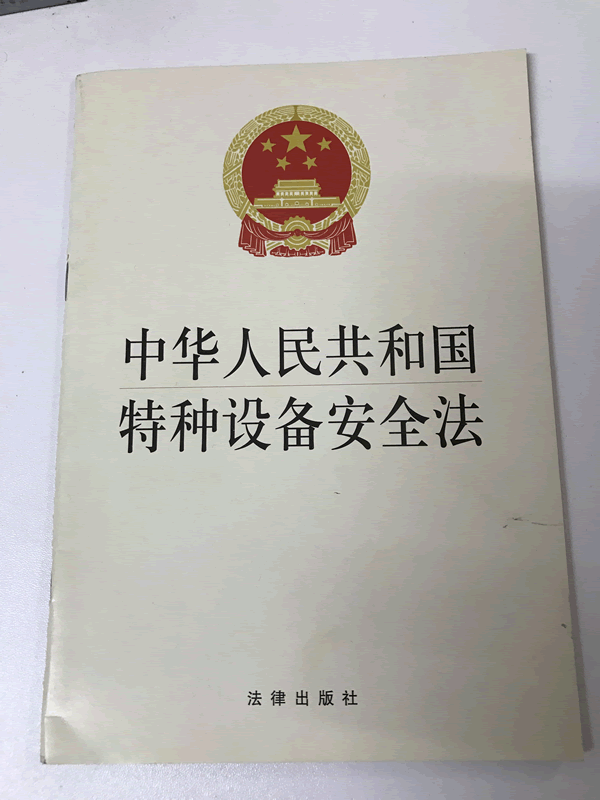 中华人民共和国
特种设备安全法
法律出版社